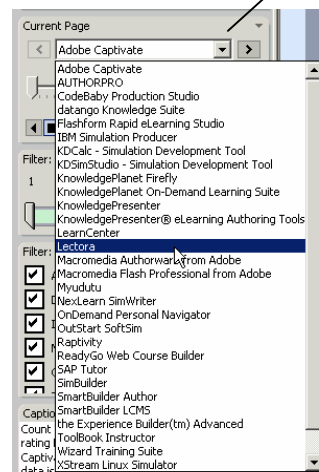 Current Page
Adobe Captivate
Adobe Captivate
AUTHORPRO
CodeBaby Production Studio
datango Knowledge Suite
Flashform Rapid eLearning Studio
IBM Simulation Producer
KDCalc - Simulation Development Tool
KDSimStudio - Simulation Development Tool
KnowledgePlanet Firefly
KnowledgePlanet On-Demand Learning Suite
KnowledgePresenter
KnowledgePresenter® eLearning Authoring Tools
LearnCenter
Lectora
Macromedia Authorware from Adobe
Macromedia Flash Professional from Adobe
Myudutu
NexLearn SimWriter
OnDemand Personal Navigator
OutStart SoftSim
Raptivity
ReadyGo Web Course Builder
SAP Tutor
SimBuilder
SmartBuilder Author
SmartBuilder LCMS
the Experience Builder(tm) Advanced
ToolBook Instructor
Wizard Training Suite
XStream Linux Simulator
Filter:
1
Filter:
Captio
Count
rating
Captiv
data is